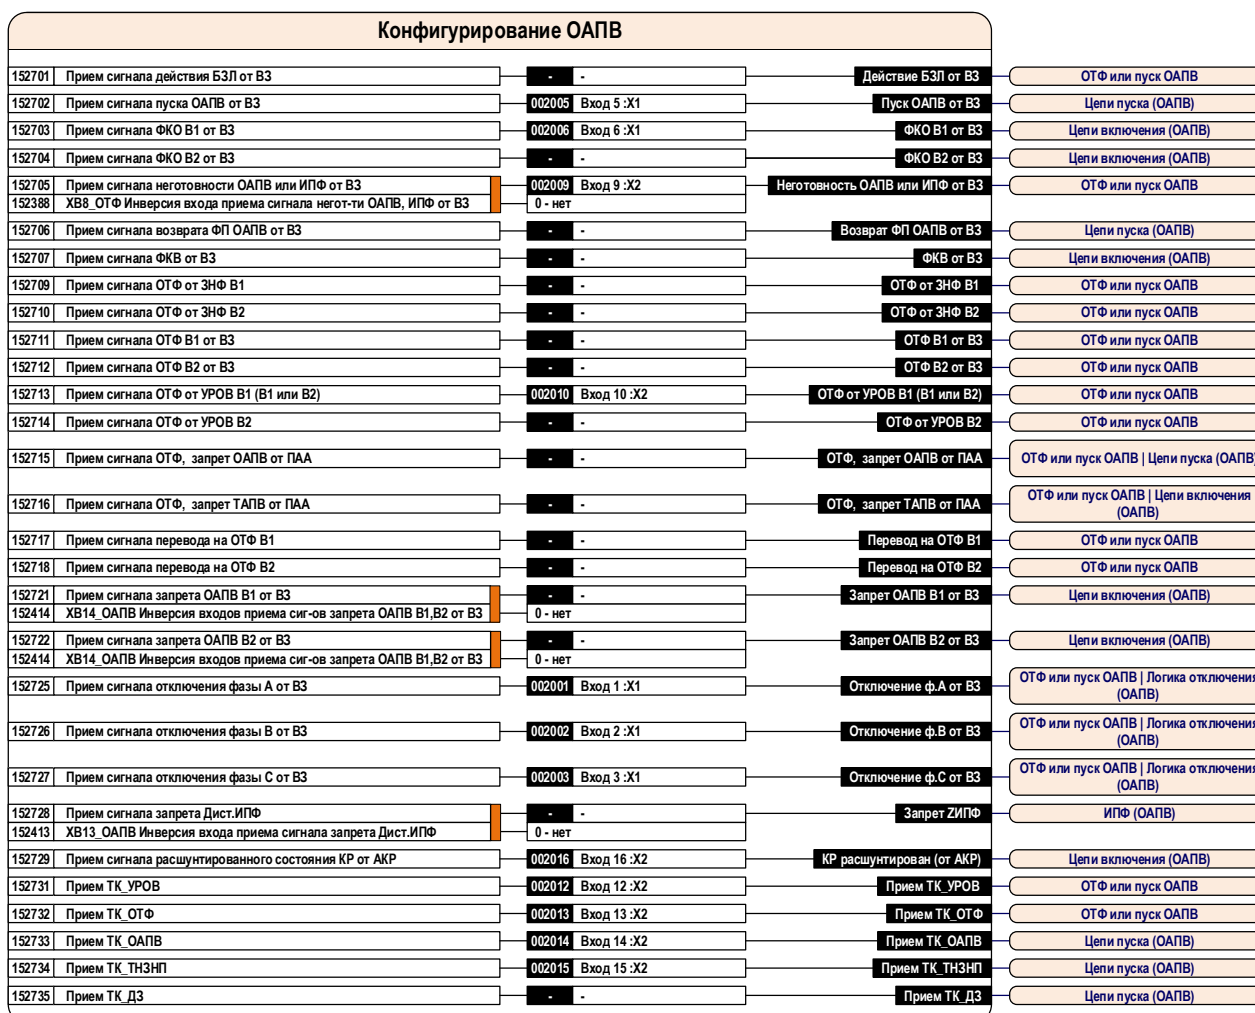 Конфигурирование ОАПВ
152701 Прием сигнала действия БЗЛ от ВЗ - - Действие БЗЛ от ВЗ ОТФ или пуск ОАПВ
152702 Прием сигнала пуска ОАПВ от ВЗ 002005 Вход 5 :X1 Пуск ОАПВ от ВЗ Цепи пуска (ОАПВ)
152703 Прием сигнала ФКО В1 от ВЗ 002006 Вход 6 :X1 ФКО В1 от ВЗ Цепи включения (ОАПВ)
152704 Прием сигнала ФКО В2 от ВЗ - - ФКО В2 от ВЗ Цепи включения (ОАПВ)
152705 Прием сигнала неготовности ОАПВ или ИПФ от ВЗ 002009 Вход 9 :X2 Неготовность ОАПВ или ИПФ от ВЗ ОТФ или пуск ОАПВ
152388 XB8_ОТФ Инверсия входа приема сигнала негот-ти ОАПВ, ИПФ от ВЗ 0 - нет
152706 Прием сигнала возврата ФП ОАПВ от ВЗ - - Возврат ФП ОАПВ от ВЗ Цепи пуска (ОАПВ)
152707 Прием сигнала ФКВ от ВЗ - - ФКВ от ВЗ Цепи включения (ОАПВ)
152709 Прием сигнала ОТФ от ЗНФ В1 - - ОТФ от ЗНФ В1 ОТФ или пуск ОАПВ
152710 Прием сигнала ОТФ от ЗНФ В2 - - ОТФ от ЗНФ В2 ОТФ или пуск ОАПВ
152711 Прием сигнала ОТФ В1 от ВЗ - - ОТФ В1 от ВЗ ОТФ или пуск ОАПВ
152712 Прием сигнала ОТФ В2 от ВЗ - - ОТФ В2 от ВЗ ОТФ или пуск ОАПВ
152713 Прием сигнала ОТФ от УРОВ В1 (В1 или В2) 002010 Вход 10 :X2 ОТФ от УРОВ В1 (В1 или В2) ОТФ или пуск ОАПВ
152714 Прием сигнала ОТФ от УРОВ В2 - - ОТФ от УРОВ В2 ОТФ или пуск ОАПВ
152715 Прием сигнала ОТФ, запрет ОАПВ от ПАА - - ОТФ, запрет ОАПВ от ПАА ОТФ или пуск ОАПВ | Цепи пуска (ОАПВ)
152716 Прием сигнала ОТФ, запрет ТАПВ от ПАА - - ОТФ, запрет ТАПВ от ПАА ОТФ или пуск ОАПВ | Цепи включения
(ОАПВ)
152717 Прием сигнала перевода на ОТФ В1 - - Перевод на ОТФ В1 ОТФ или пуск ОАПВ
152718 Прием сигнала перевода на ОТФ В2 - - Перевод на ОТФ В2 ОТФ или пуск ОАПВ
152721 Прием сигнала запрета ОАПВ В1 от ВЗ - - Запрет ОАПВ В1 от ВЗ Цепи включения (ОАПВ)
152414 XB14_ОАПВ Инверсия входов приема сиг-ов запрета ОАПВ В1,В2 от ВЗ 0 - нет
152722 Прием сигнала запрета ОАПВ В2 от ВЗ - - Запрет ОАПВ В2 от ВЗ Цепи включения (ОАПВ)
152414 XB14_ОАПВ Инверсия входов приема сиг-ов запрета ОАПВ В1,В2 от ВЗ 0 - нет
152725 Прием сигнала отключения фазы А от ВЗ 002001 Вход 1 :X1 Отключение ф.А от ВЗ ОТФ или пуск ОАПВ | Логика отключения
(ОАПВ)
152726 Прием сигнала отключения фазы В от ВЗ 002002 Вход 2 :X1 Отключение ф.В от ВЗ ОТФ или пуск ОАПВ | Логика отключения
(ОАПВ)
152727 Прием сигнала отключения фазы С от ВЗ 002003 Вход 3 :X1 Отключение ф.С от ВЗ ОТФ или пуск ОАПВ | Логика отключения
(ОАПВ)
152728 Прием сигнала запрета Дист.ИПФ - - Запрет ZИПФ ИПФ (ОАПВ)
152413 XB13_ОАПВ Инверсия входа приема сигнала запрета Дист.ИПФ 0 - нет
152729 Прием сигнала расшунтированного состояния КР от АКР 002016 Вход 16 :X2 КР расшунтирован (от АКР) Цепи включения (ОАПВ)
152731 Прием ТК_УРОВ 002012 Вход 12 :X2 Прием ТК_УРОВ ОТФ или пуск ОАПВ
152732 Прием ТК_ОТФ 002013 Вход 13 :X2 Прием ТК_ОТФ ОТФ или пуск ОАПВ
152733 Прием ТК_ОАПВ 002014 Вход 14 :X2 Прием ТК_ОАПВ Цепи пуска (ОАПВ)
152734 Прием ТК_ТНЗНП 002015 Вход 15 :X2 Прием ТК_ТНЗНП Цепи пуска (ОАПВ)
152735 Прием ТК_ДЗ - - Прием ТК_ДЗ Цепи пуска (ОАПВ)